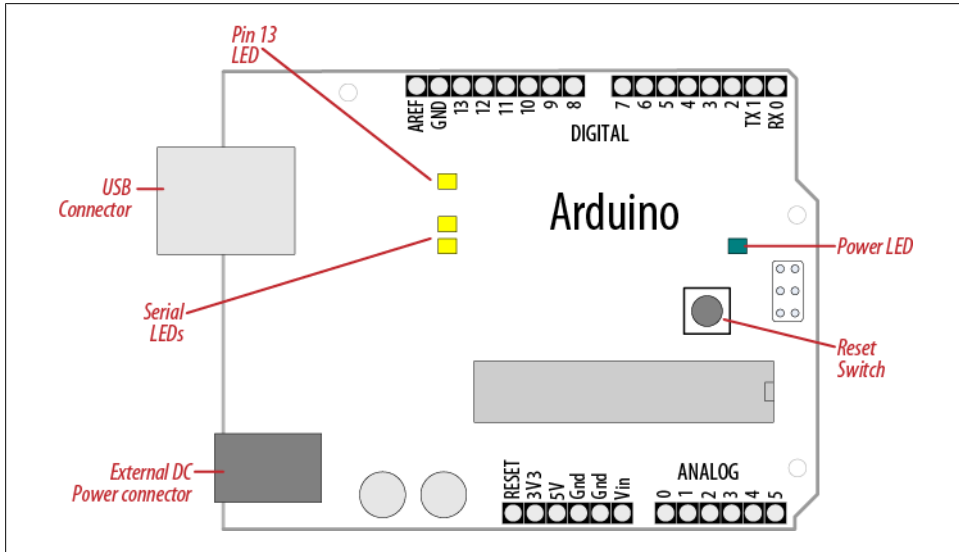 Pin 13
LED
AREF
GND
13
12
11
10
9
8
7
6
5
4
3
2
TX 1
RX 0
DIGITAL
USB
Connector
Arduino
Power LED
Serial
LEDs
Reset
Switch
External DC
Power connector
RESET
3V3
5V
Gnd
Gnd
Vin
ANALOG
0
1
2
3
4
5